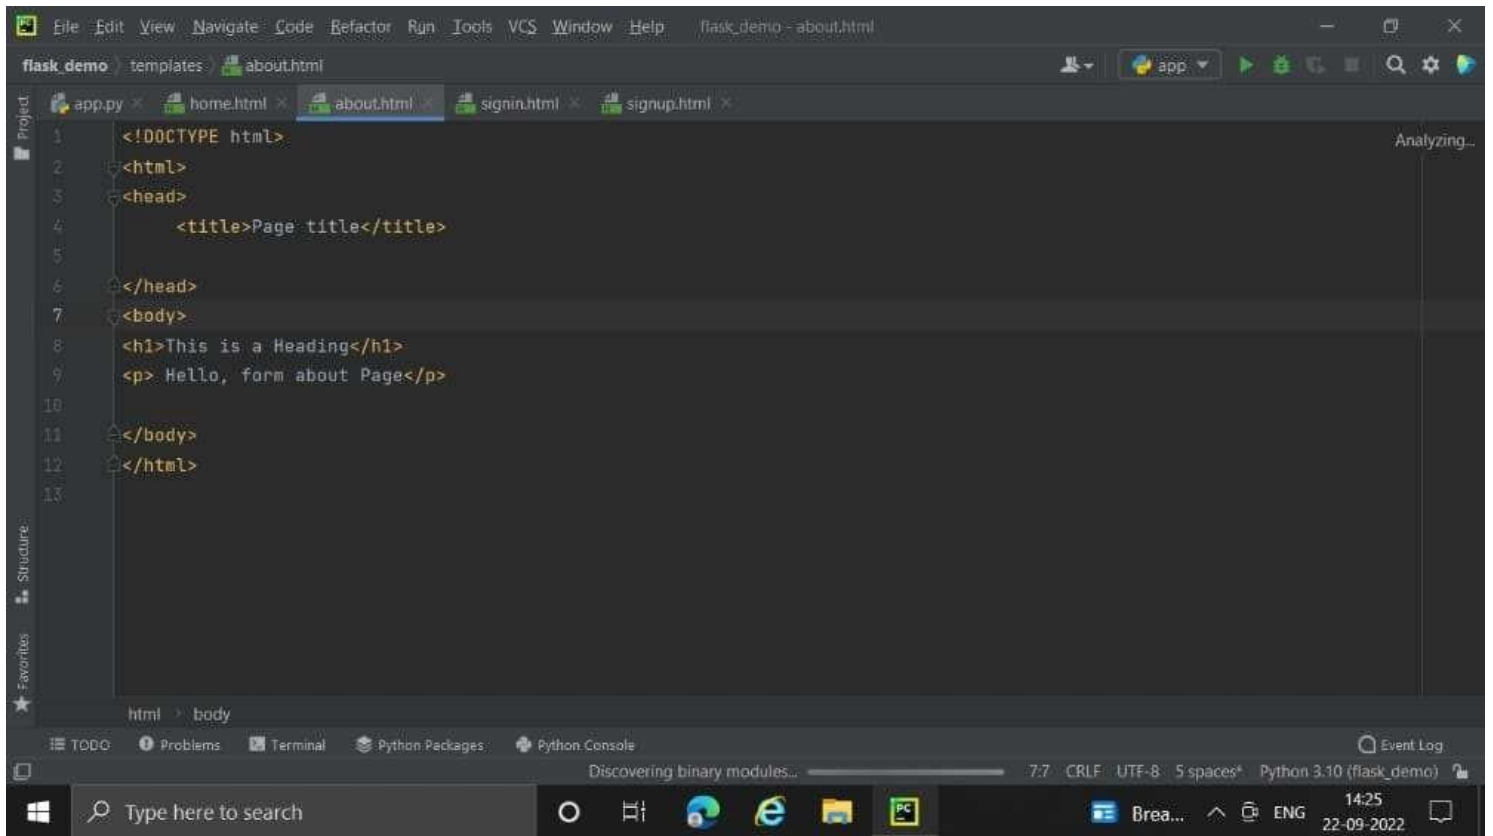 File Edit View Navigate Code Refactor Run Tools VCS Window Help flask_demo - about.html
flask_demo templates about.html app
app.py home.html about.html signin.html signup.html
Project
Analyzing...
1 <!DOCTYPE html>
2 <html>
3 <head>
4 <title>Page title</title>
5
6 </head>
7 <body>
8 <h1>This is a Heading</h1>
9 <p> Hello, form about Page</p>
10
11 </body>
12 </html>
13
Structure
Favorites
html body
TODO Problems Terminal Python Packages Python Console Event Log
Discovering binary modules... 7:7 CRLF UTF-8 5 spaces* Python 3.10 (flask_demo)
Type here to search Brea... ENG 14:25
22-09-2022